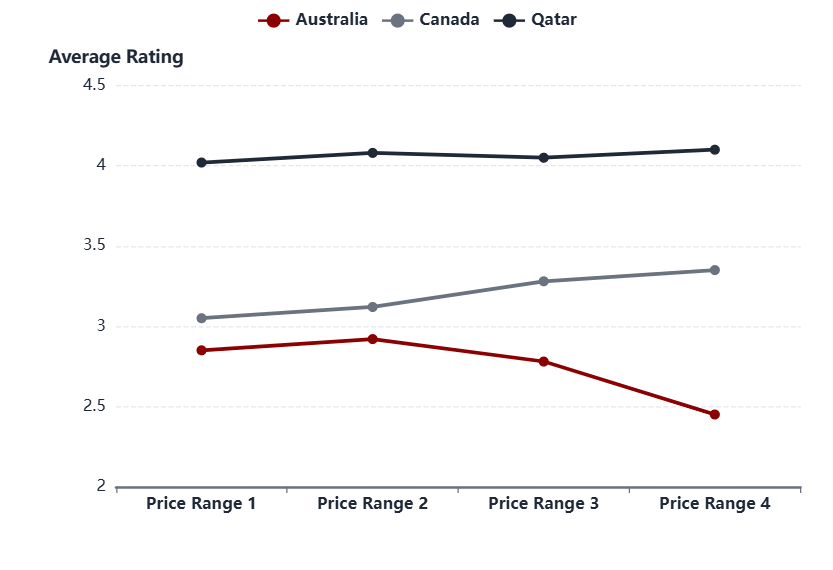 Australia Canada Qatar
Average Rating
4.5
4
3.5
3
2.5
2
Price Range 1 Price Range 2 Price Range 3 Price Range 4